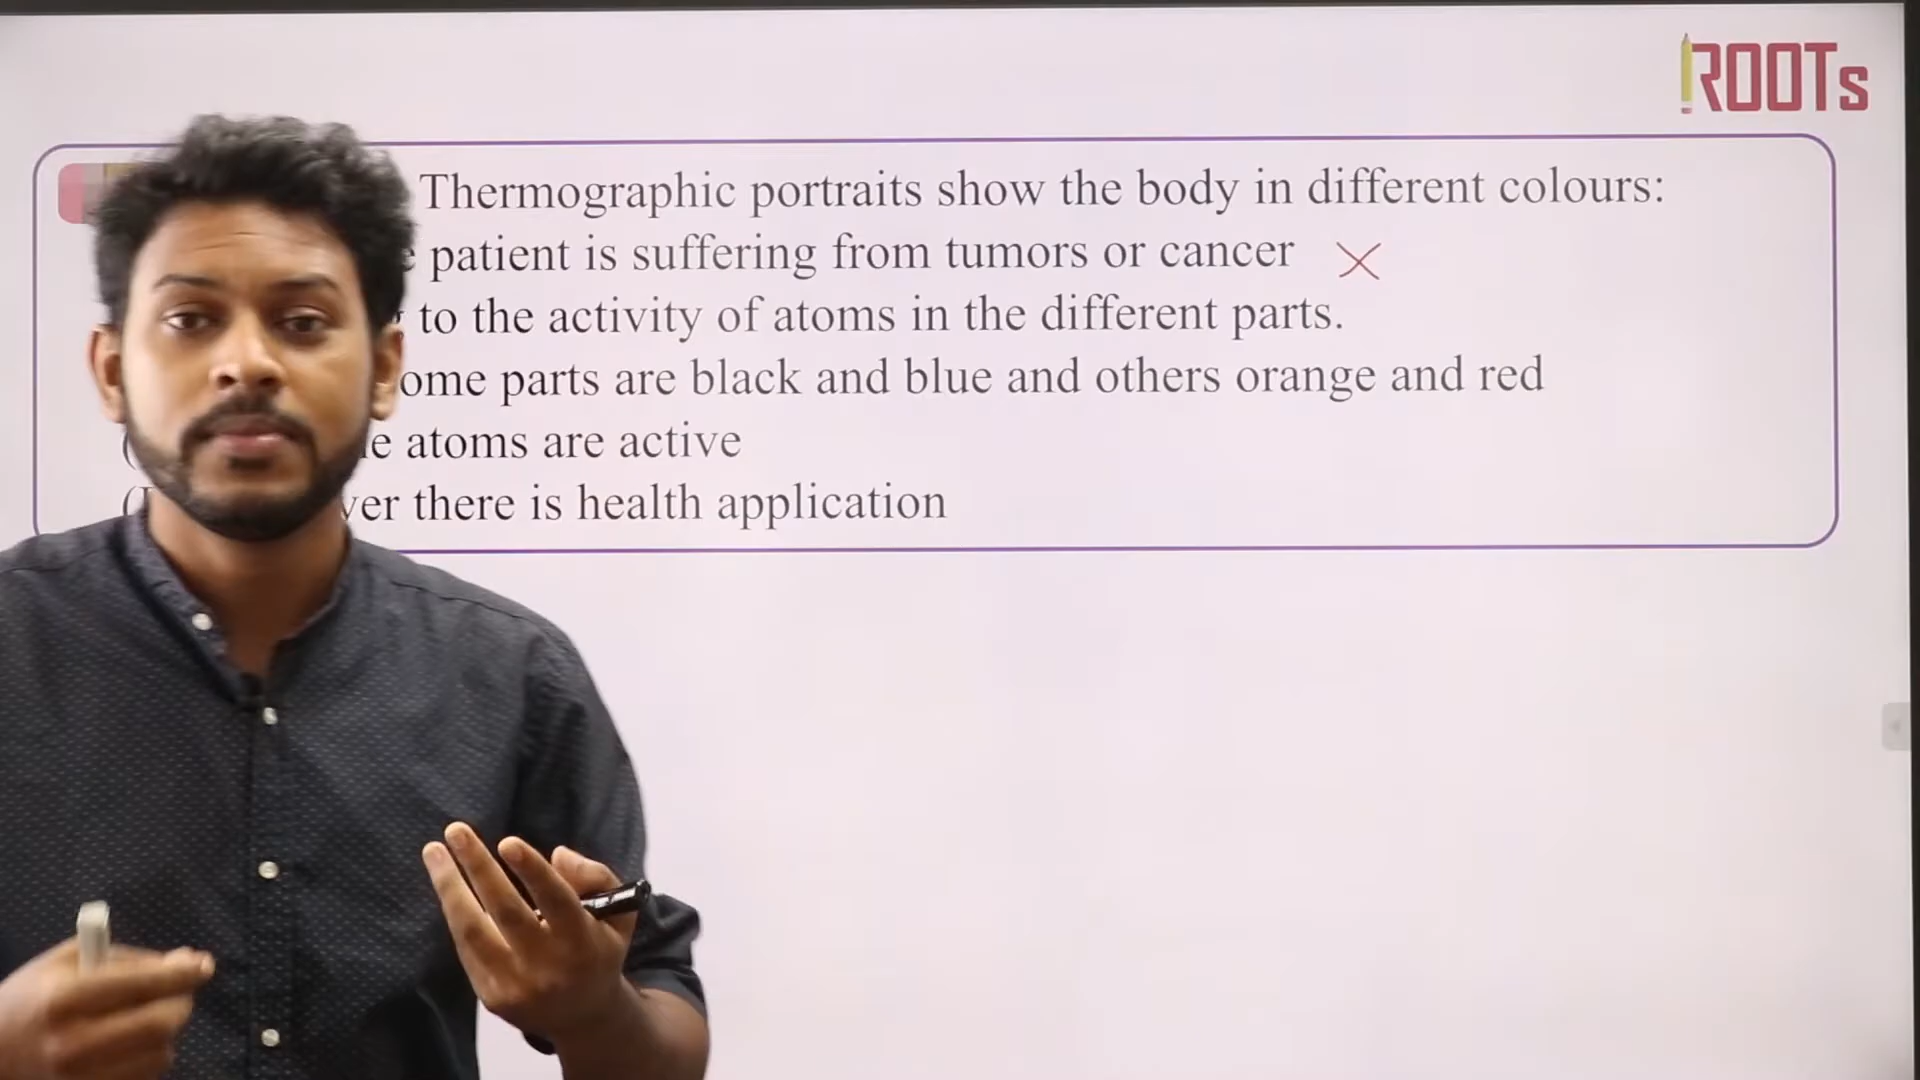 ROOTs
Thermographic portraits show the body in different colours:
patient is suffering from tumors or cancer
to the activity of atoms in the different parts.
parts are black and blue and others orange and red
atoms are active
there is health application